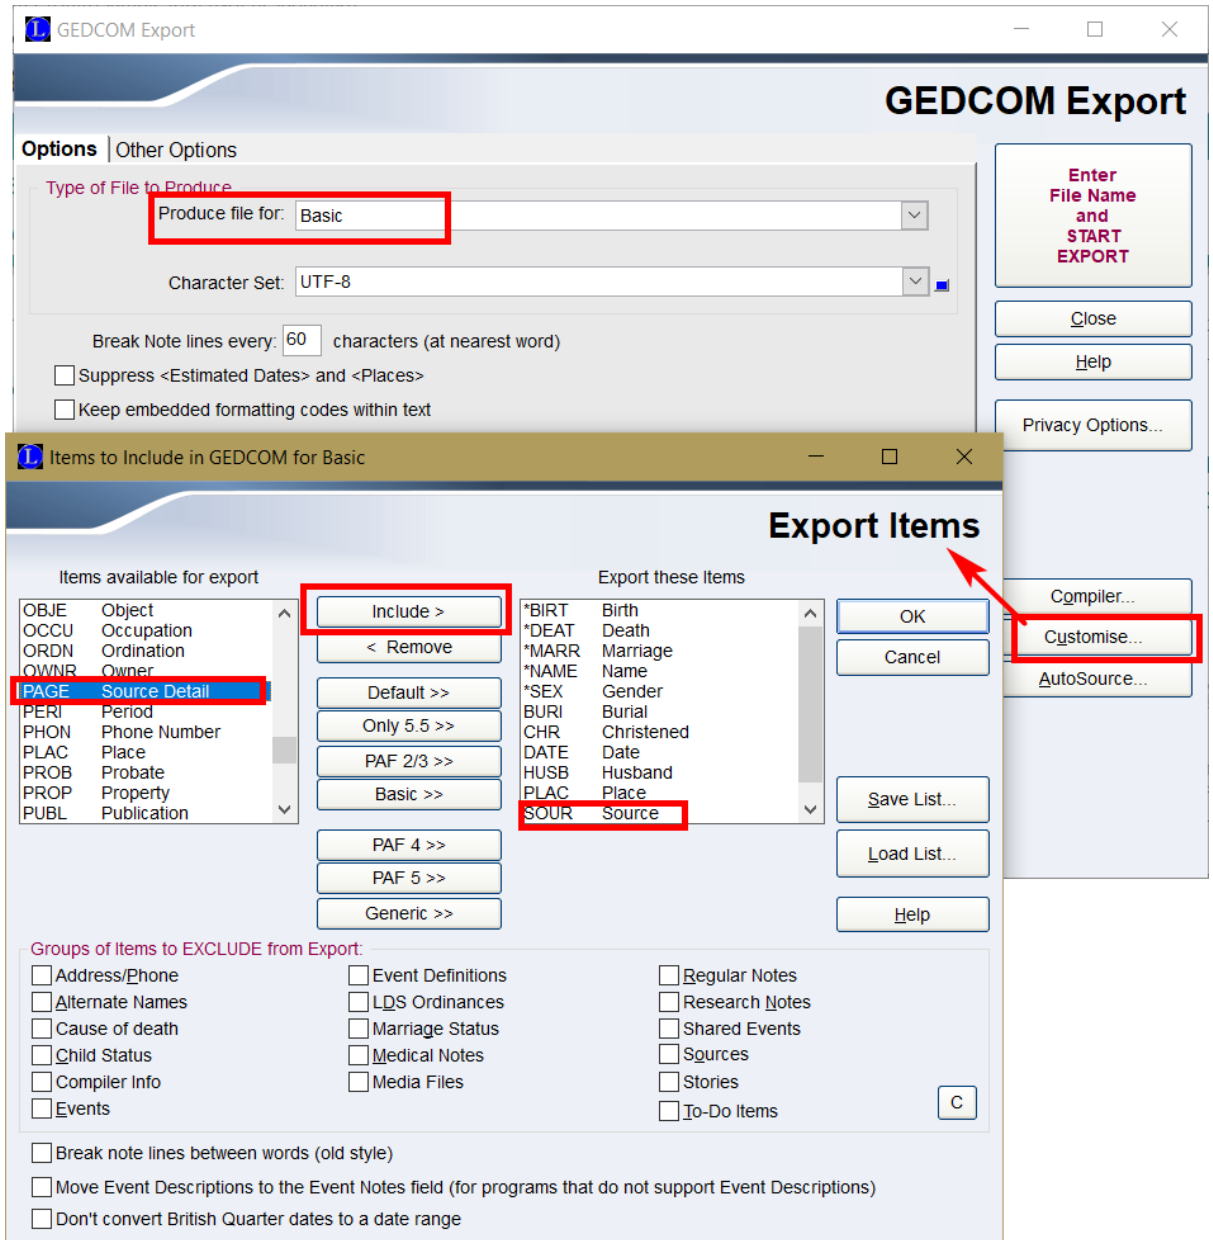 GEDCOM Export
GEDCOM Export
Options Other Options
Type of File to Produce
Produce file for: Basic
Character Set: UTF-8
Break Note lines every: 60 characters (at nearest word)
Suppress <Estimated Dates> and <Places>
Keep embedded formatting codes within text
Enter
File Name
and
START
EXPORT
Close
Help
Privacy Options...
Compiler...
Customise...
AutoSource...
Items to Include in GEDCOM for Basic
Export Items
Items available for export
OBJE Object
OCCU Occupation
ORDN Ordination
OWNR Owner
PAGE Source Detail
PERI Period
PHON Phone Number
PLAC Place
PROB Probate
PROP Property
PUBL Publication
Include >
< Remove
Default >>
Only 5.5 >>
PAF 2/3 >>
Basic >>
PAF 4 >>
PAF 5 >>
Generic >>
Export these Items
*BIRT Birth
*DEAT Death
*MARR Marriage
*NAME Name
*SEX Gender
BURI Burial
CHR Christened
DATE Date
HUSB Husband
PLAC Place
SOUR Source
OK
Cancel
Save List...
Load List...
Help
Groups of Items to EXCLUDE from Export:
Address/Phone
Alternate Names
Cause of death
Child Status
Compiler Info
Events
Event Definitions
LDS Ordinances
Marriage Status
Medical Notes
Media Files
Regular Notes
Research Notes
Shared Events
Sources
Stories
To-Do Items
C
Break note lines between words (old style)
Move Event Descriptions to the Event Notes field (for programs that do not support Event Descriptions)
Don't convert British Quarter dates to a date range